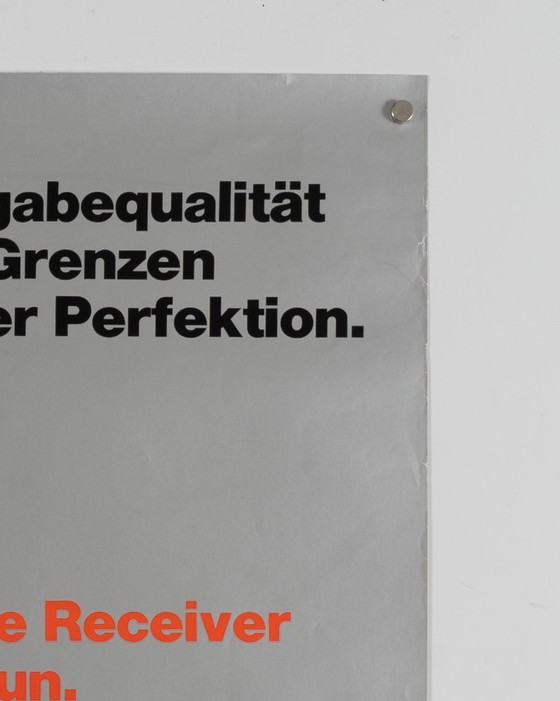 gabequalität
Grenzen
er Perfektion.
e Receiver
un.